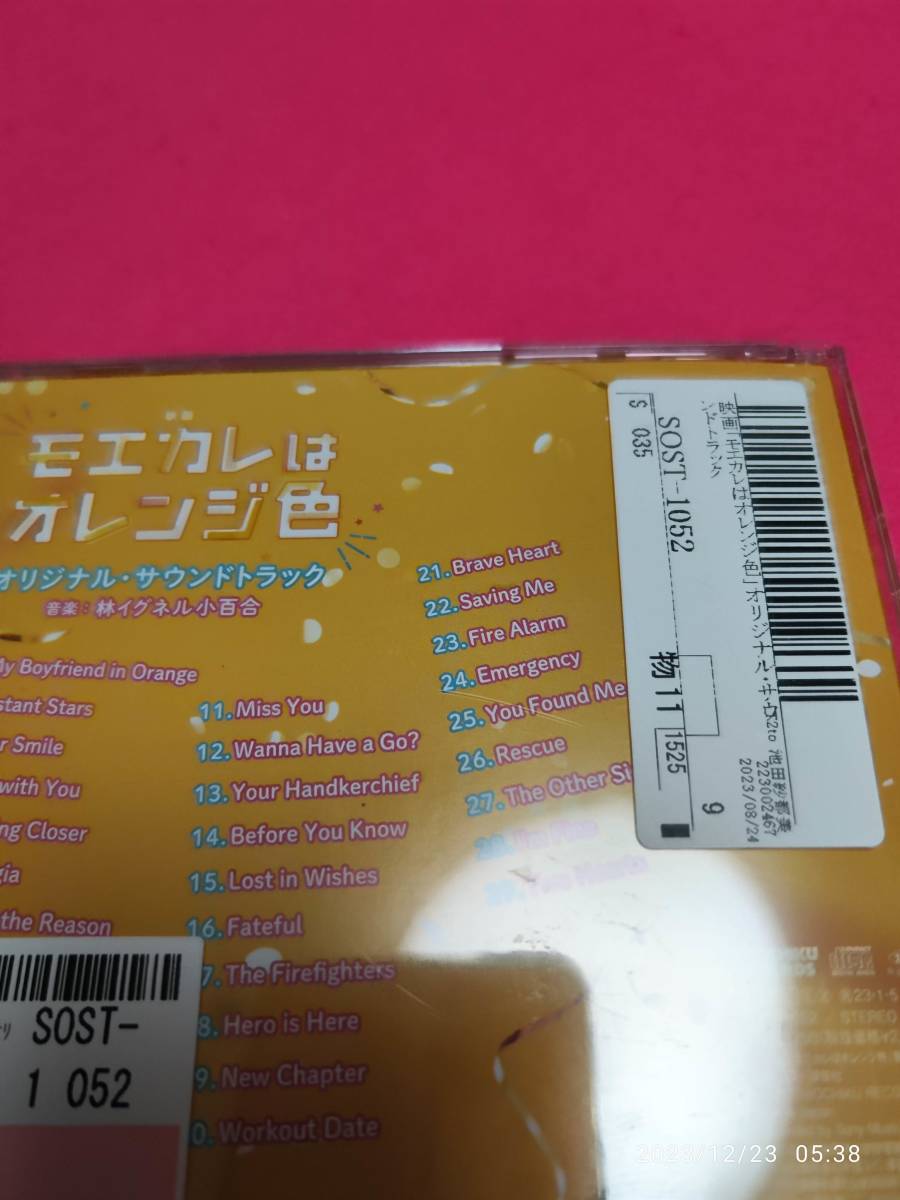 モエカレは
オレンジ色
オリジナル・サウンドトラック
音楽：林イグネル小百合
My Boyfriend in Orange
Smile
with You
Closer
the Reason
11. Miss You
12. Wanna Have a Go?
13. Your Handkerchief
14. Before You Know
15. Lost in Wishes
16. Fateful
7. The Firefighters
8. Hero is Here
9. New Chapter
0. Workout Date
21. Brave Heart
22. Saving Me
23. Fire Alarm
24. Emergency
25. You Found Me
26. Rescue
27. The Other Si
映画「モエカレはオレンジ色」オリジナル・サウ
ンドトラック
SOST-1052
S 035
物11 1525
9
223002467
2023/08/24
SOST-
1 052
STEREO
2023/12/23 05:38